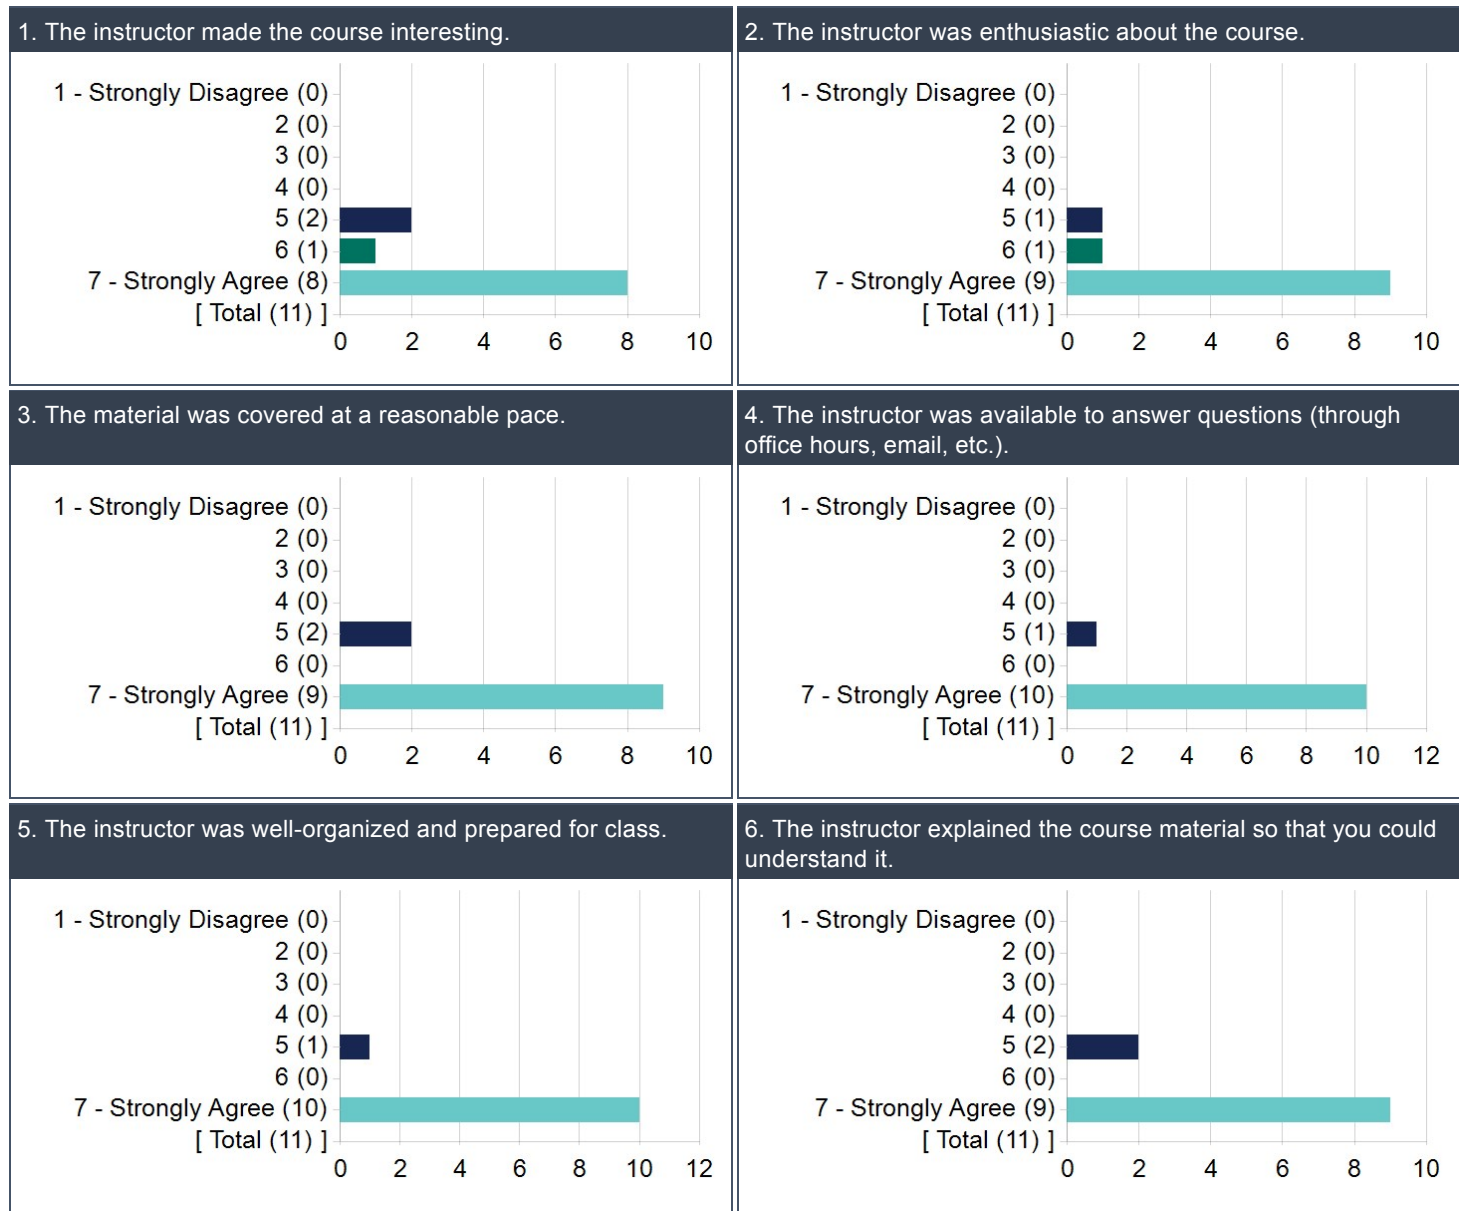 1. The instructor made the course interesting.
1 - Strongly Disagree (0)
2 (0)
3 (0)
4 (0)
5 (2)
6 (1)
7 - Strongly Agree (8)
[ Total (11) ]
0 2 4 6 8 10
2. The instructor was enthusiastic about the course.
1 - Strongly Disagree (0)
2 (0)
3 (0)
4 (0)
5 (1)
6 (1)
7 - Strongly Agree (9)
[ Total (11) ]
0 2 4 6 8 10
3. The material was covered at a reasonable pace.
1 - Strongly Disagree (0)
2 (0)
3 (0)
4 (0)
5 (2)
6 (0)
7 - Strongly Agree (9)
[ Total (11) ]
0 2 4 6 8 10
4. The instructor was available to answer questions (through
office hours, email, etc.).
1 - Strongly Disagree (0)
2 (0)
3 (0)
4 (0)
5 (1)
6 (0)
7 - Strongly Agree (10)
[ Total (11) ]
0 2 4 6 8 10 12
5. The instructor was well-organized and prepared for class.
1 - Strongly Disagree (0)
2 (0)
3 (0)
4 (0)
5 (1)
6 (0)
7 - Strongly Agree (10)
[ Total (11) ]
0 2 4 6 8 10 12
6. The instructor explained the course material so that you could
understand it.
1 - Strongly Disagree (0)
2 (0)
3 (0)
4 (0)
5 (2)
6 (0)
7 - Strongly Agree (9)
[ Total (11) ]
0 2 4 6 8 10